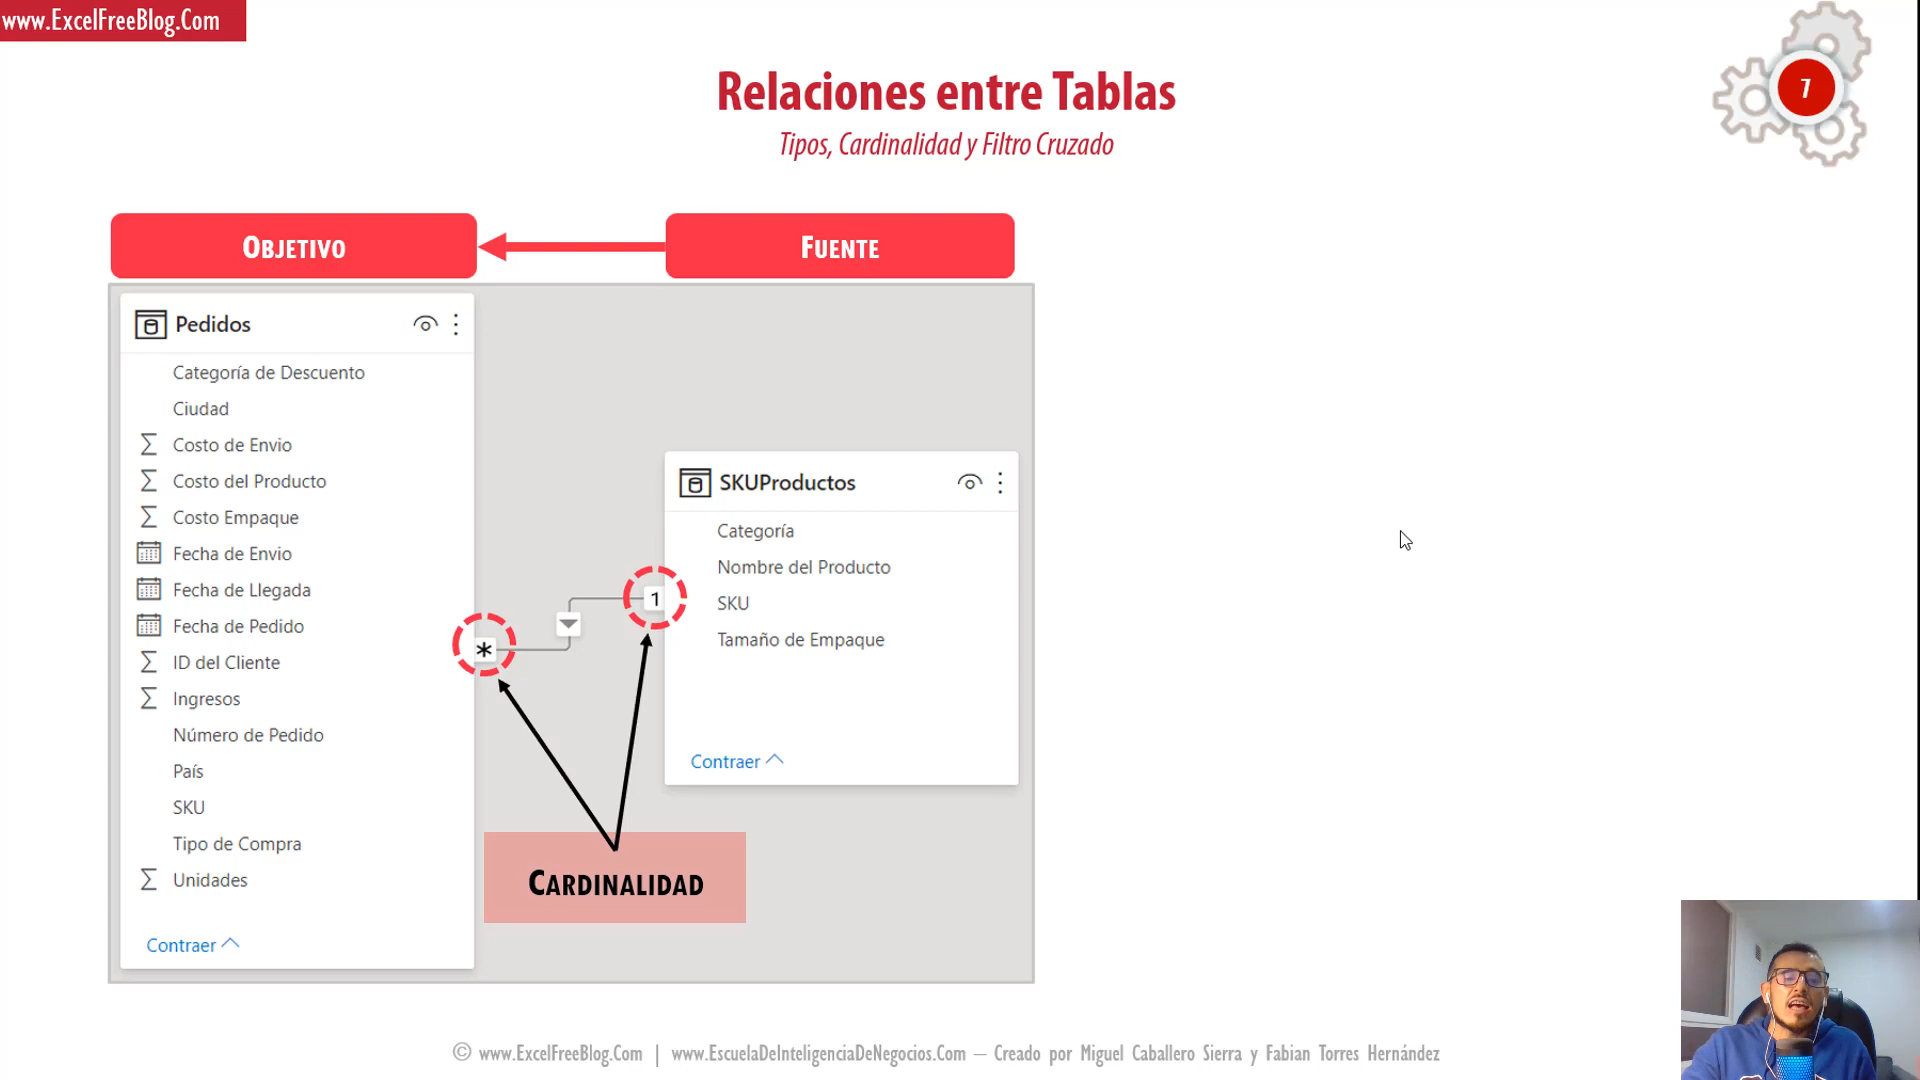 www.ExcelFreeBlog.Com
Relaciones entre Tablas
7
Tipos, Cardinalidad y Filtro Cruzado
OBJETIVO
FUENTE
Pedidos
Categoría de Descuento
Ciudad
Costo de Envio
Costo del Producto
Costo Empaque
Fecha de Envio
Fecha de Llegada
Fecha de Pedido
ID del Cliente
Ingresos
Número de Pedido
País
SKU
Tipo de Compra
Unidades
Contraer
*
1
SKUProductos
Categoría
Nombre del Producto
SKU
Tamaño de Empaque
Contraer
CARDINALIDAD
© www.ExcelFreeBlog.Com | www.EscuelaDeInteligenciaDeNegocios.Com – Creado por Miguel Caballero Sierra y Fabian Torres Hernández